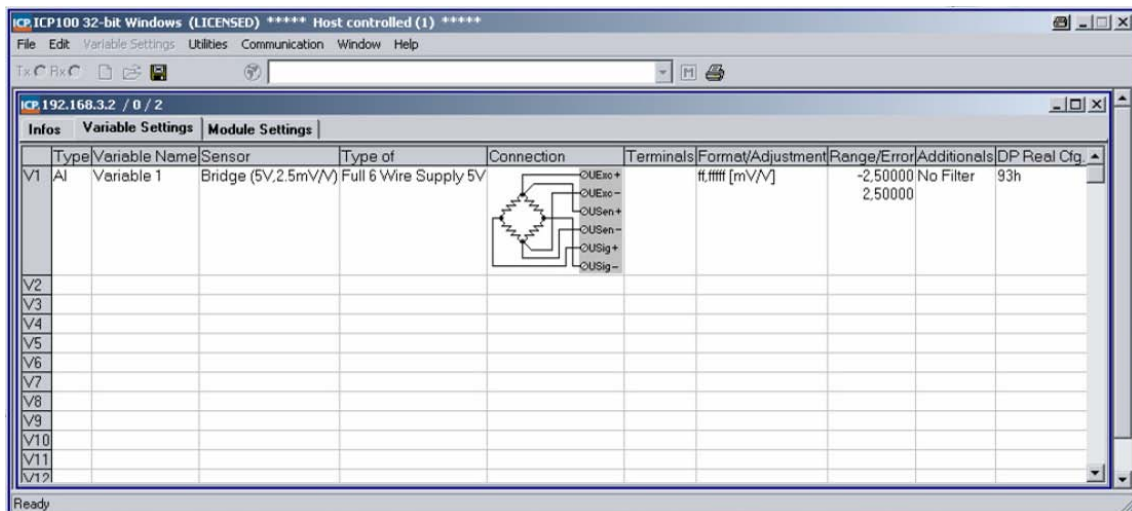 ICP ICP100 32-bit Windows (LICENSED) ***** Host controlled (1) *****
File Edit Variable Settings Utilities Communication Window Help
Tx Rx M
ICP 192.168.3.2 / 0 / 2
Infos Variable Settings Module Settings
Type Variable Name Sensor Type of Connection Terminals Format/Adjustment Range/Error Additionals DP Real Cfg.
V1 AI Variable 1 Bridge (5V,2.5mV/V) Full 6 Wire Supply 5V ff,fffff [mV/V] -2,50000 No Filter 93h
2,50000
UExc+
UExc-
USen+
USen-
USig+
USig-
V2
V3
V4
V5
V6
V7
V8
V9
V10
V11
V12
Ready